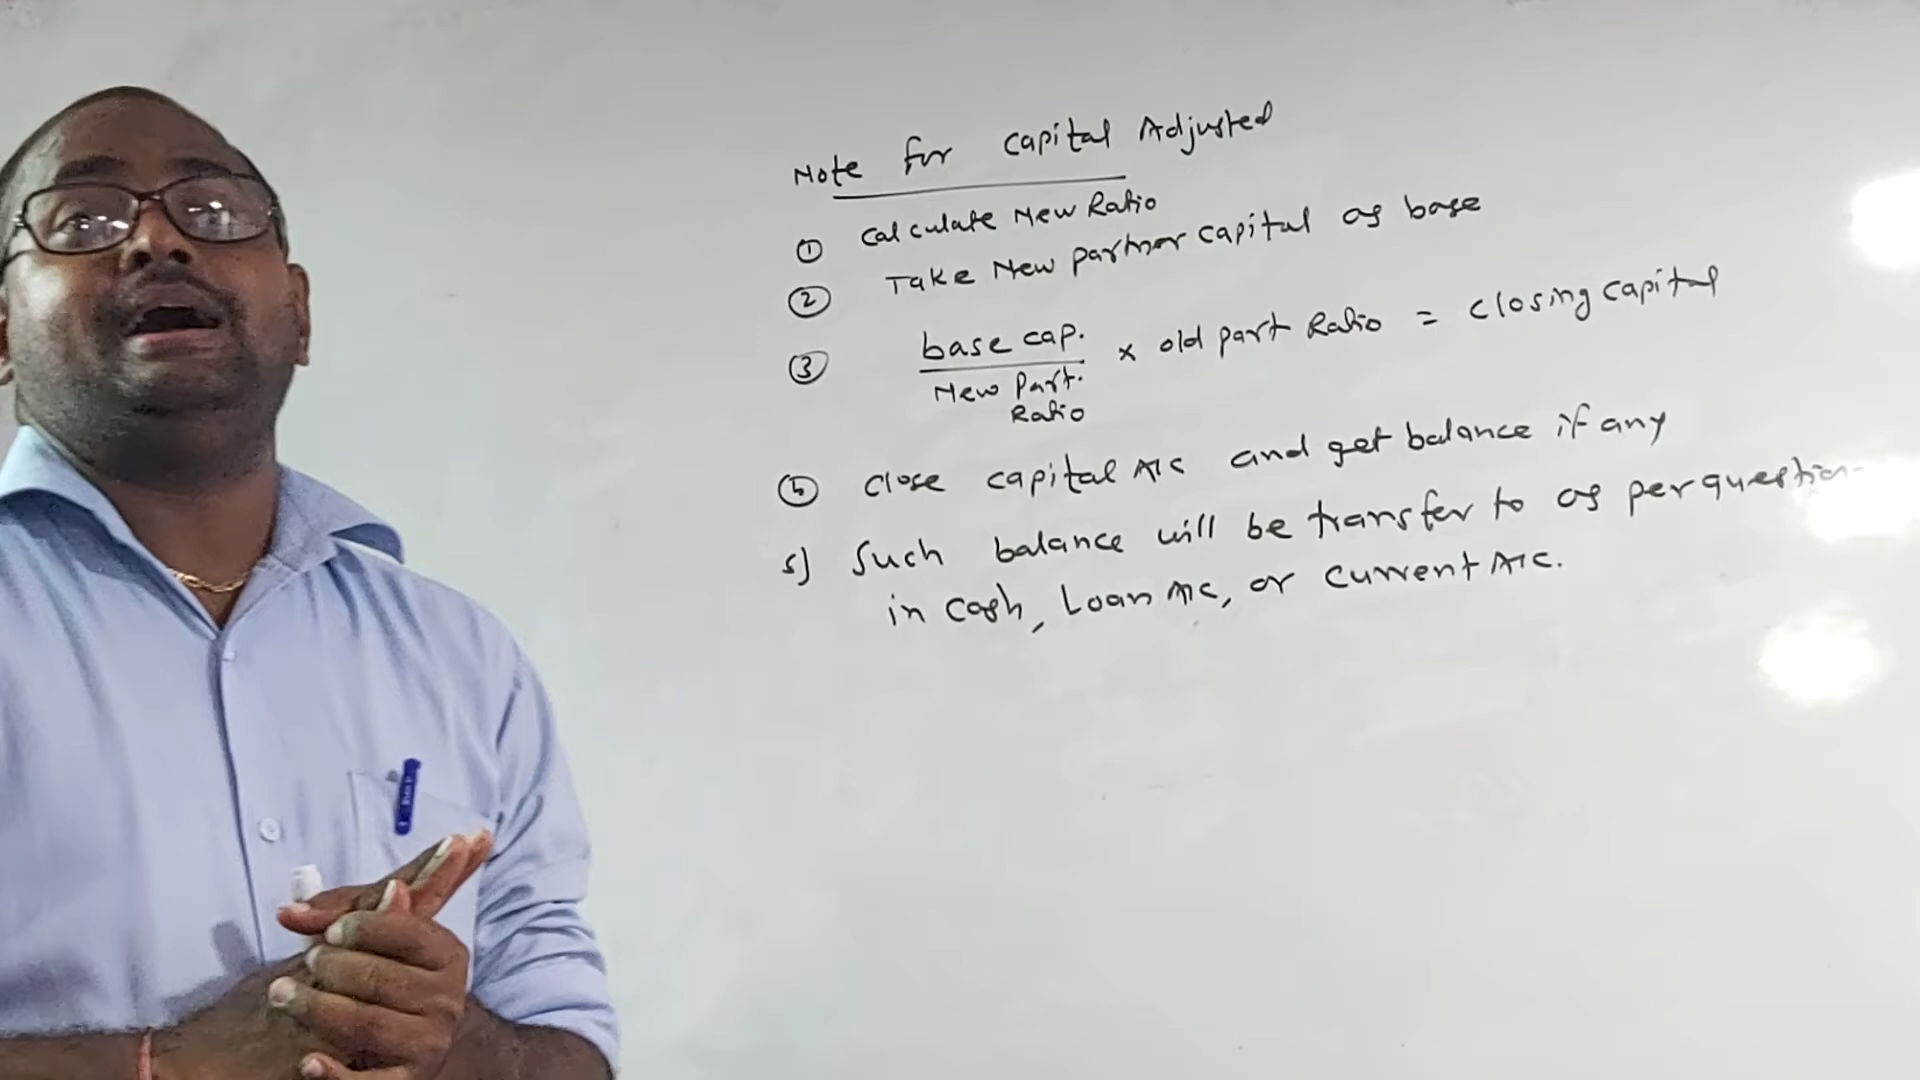 Note for capital Adjusted
① calculate New Ratio
② Take New partner capital as base
③ base cap. / New Part. Ratio × old part Ratio = closing capital
④ close capital A/c and get balance if any
5) Such balance will be transfer to as per question
in cash, Loan A/c, or current A/c.